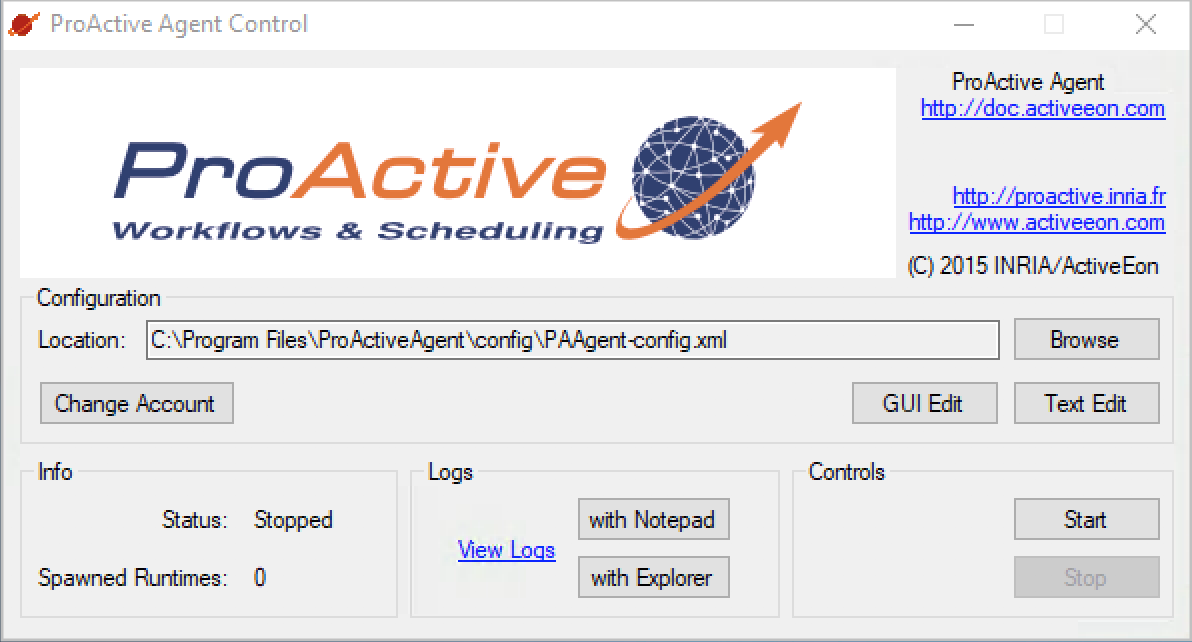 ProActive Agent Control
ProActive
Workflows & Scheduling
ProActive Agent
http://doc.activeeon.com
http://proactive.inria.fr
http://www.activeeon.com
(C) 2015 INRIA/ActiveEon
Configuration
Location: C:\Program Files\ProActiveAgent\config\PAAgent-config.xml Browse
Change Account GUI Edit Text Edit
Info
Status: Stopped
Spawned Runtimes: 0
Logs
View Logs
with Notepad
with Explorer
Controls
Start
Stop